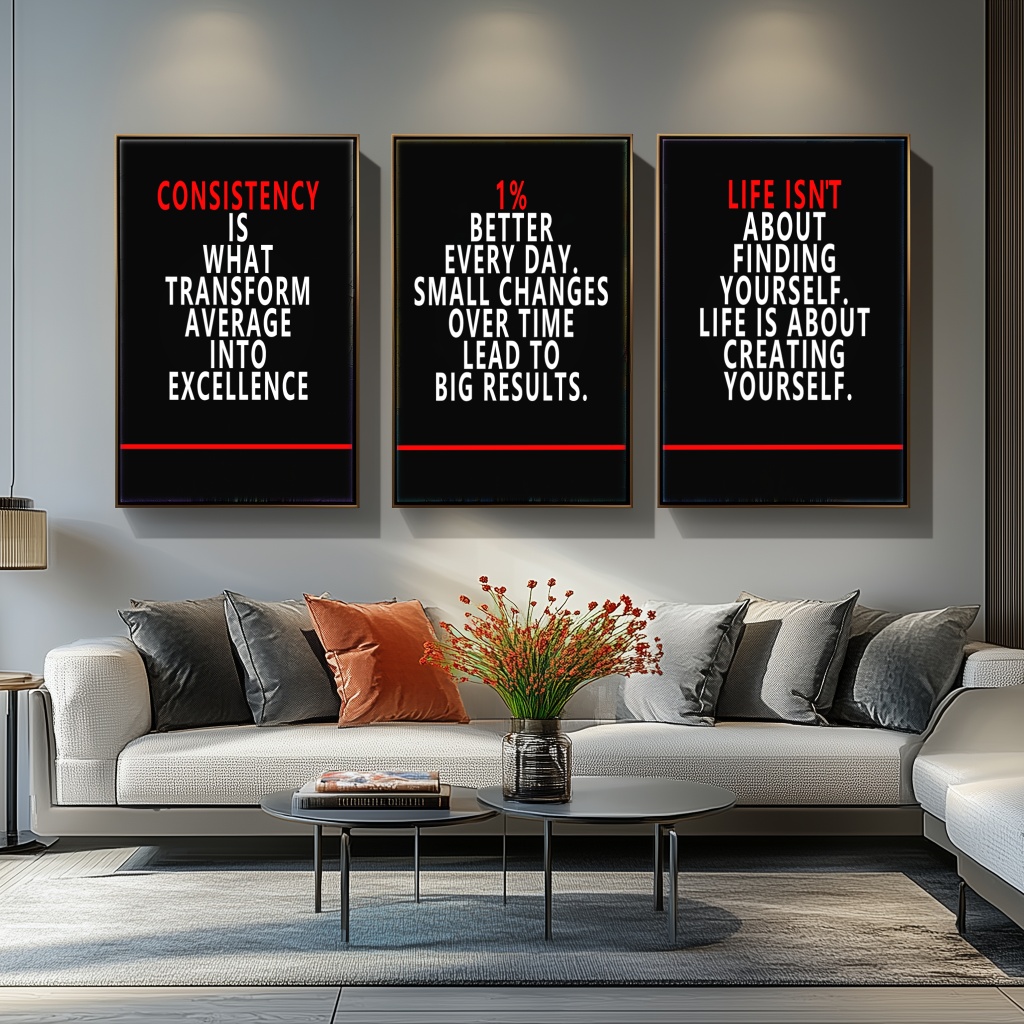 CONSISTENCY
IS
WHAT
TRANSFORM
AVERAGE
INTO
EXCELLENCE
1%
BETTER
EVERY DAY.
SMALL CHANGES
OVER TIME
LEAD TO
BIG RESULTS.
LIFE ISN'T
ABOUT
FINDING
YOURSELF.
LIFE IS ABOUT
CREATING
YOURSELF.